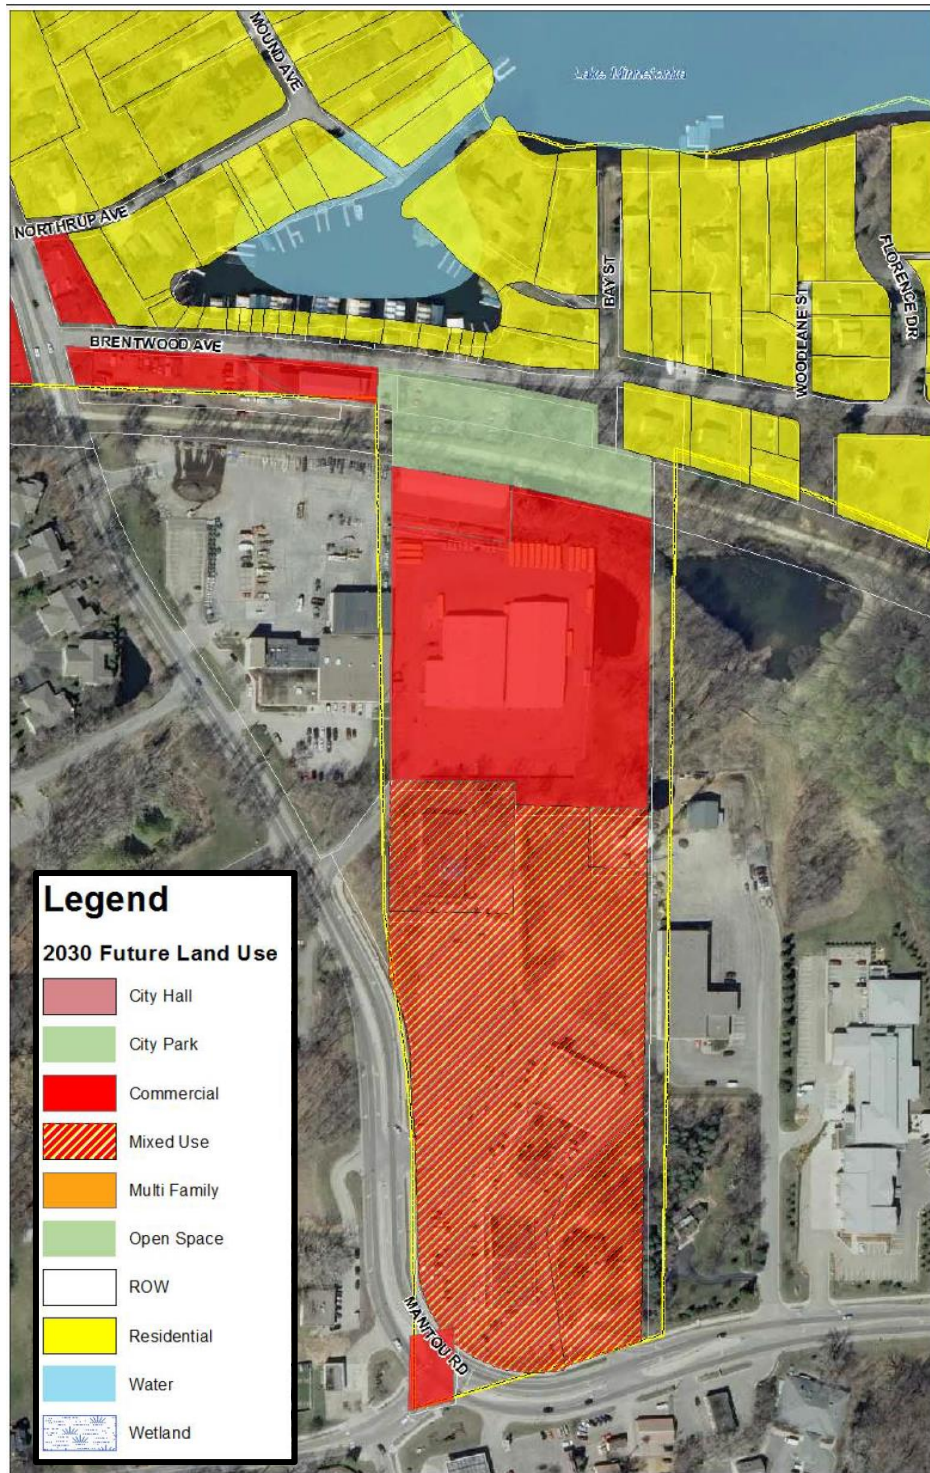 MOUND AVE
Lake Minnetonka
NORTHRUP AVE
BAY ST
FLORENCE DR
BRENTWOOD AVE
WOODLANE S
MANITOU RD
Legend
2030 Future Land Use
City Hall
City Park
Commercial
Mixed Use
Multi Family
Open Space
ROW
Residential
Water
Wetland